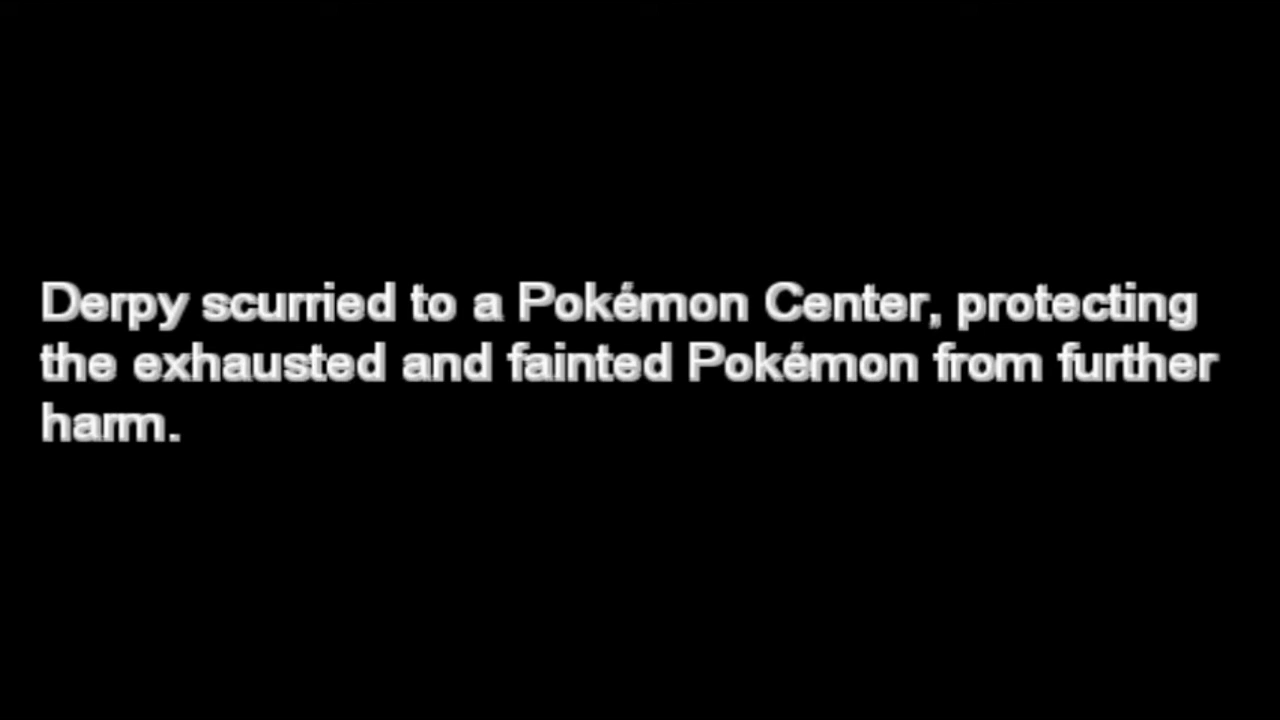 Derpy scurried to a Pokémon Center, protecting
the exhausted and fainted Pokémon from further
harm.